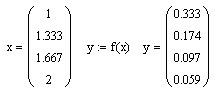 x = ( 1 1.333 1.667 2 ) y := f(x) y = ( 0.333 0.174 0.097 0.059 )